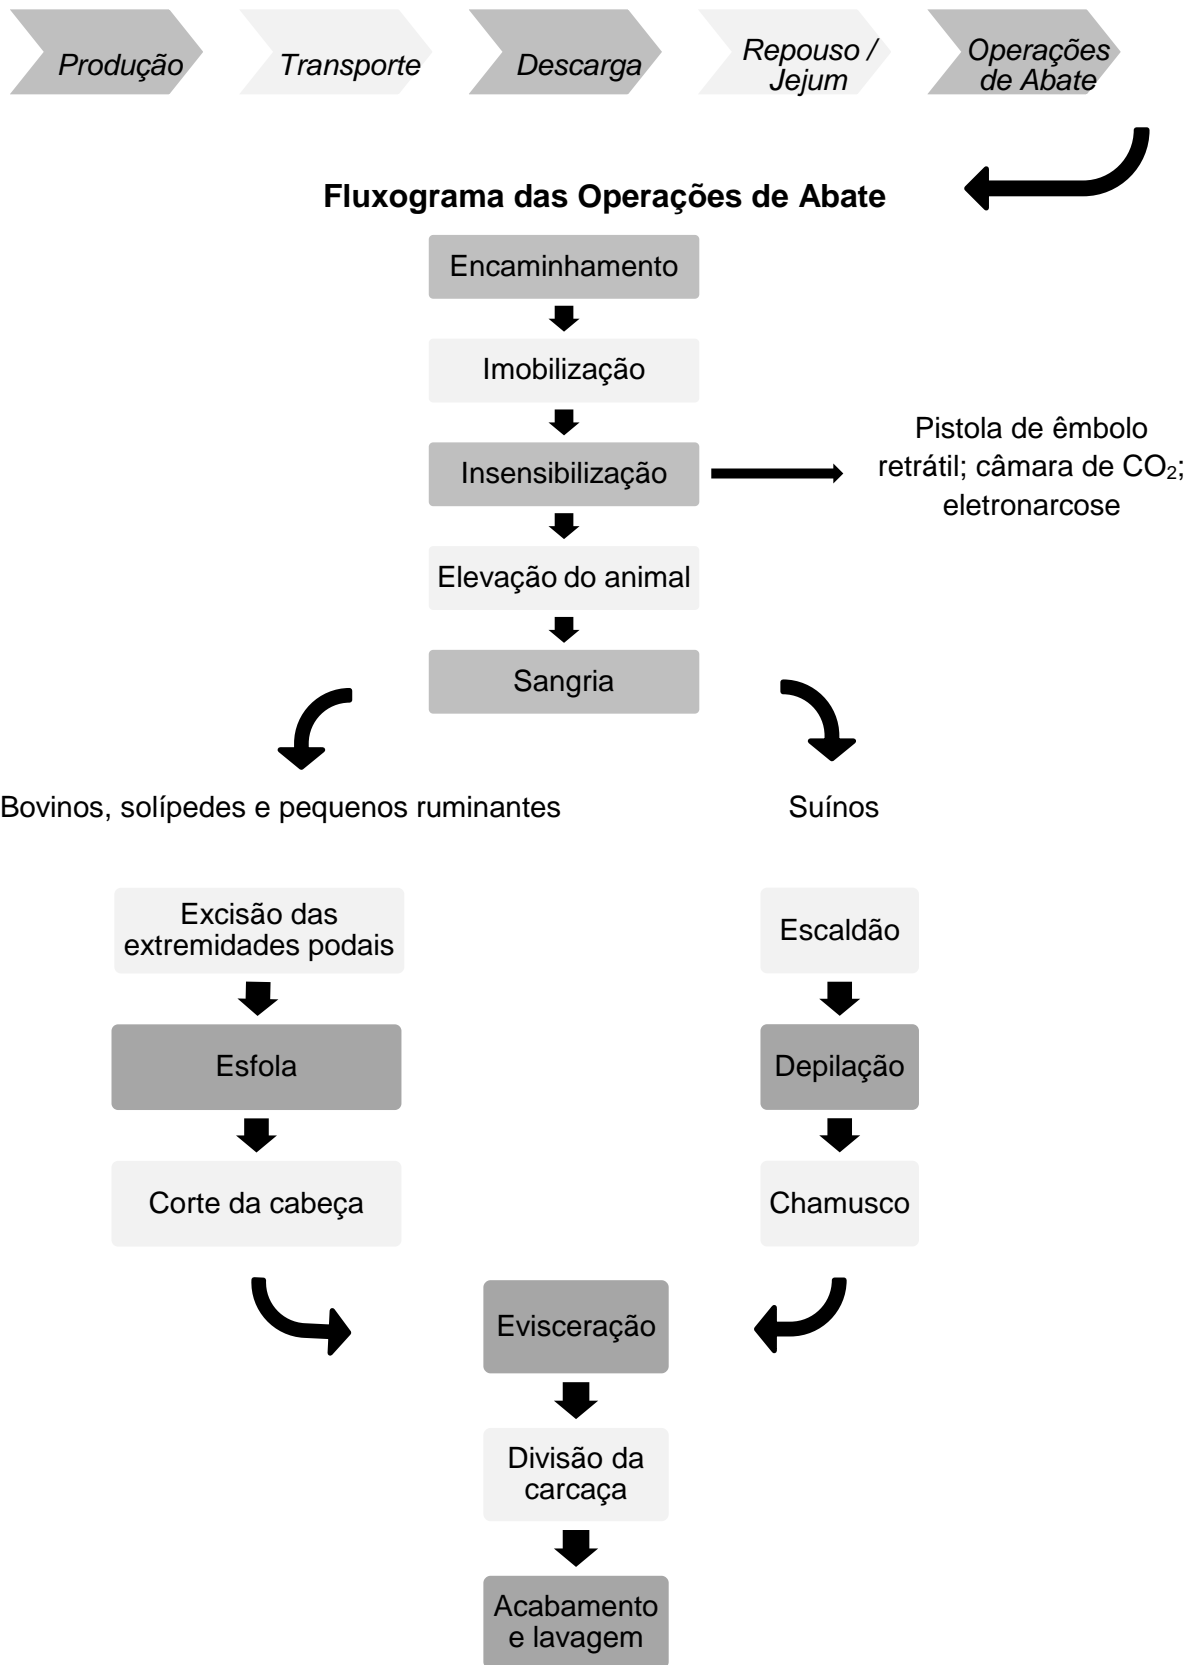 Produção
Transporte
Descarga
Repouso /
Jejum
Operações
de Abate
Fluxograma das Operações de Abate
Encaminhamento
Imobilização
Insensibilização
Pistola de êmbolo
retrátil; câmara de CO₂;
eletronarcose
Elevação do animal
Sangria
Bovinos, solípedes e pequenos ruminantes
Suínos
Excisão das
extremidades podais
Esfola
Corte da cabeça
Escaldão
Depilação
Chamusco
Evisceração
Divisão da
carcaça
Acabamento
e lavagem